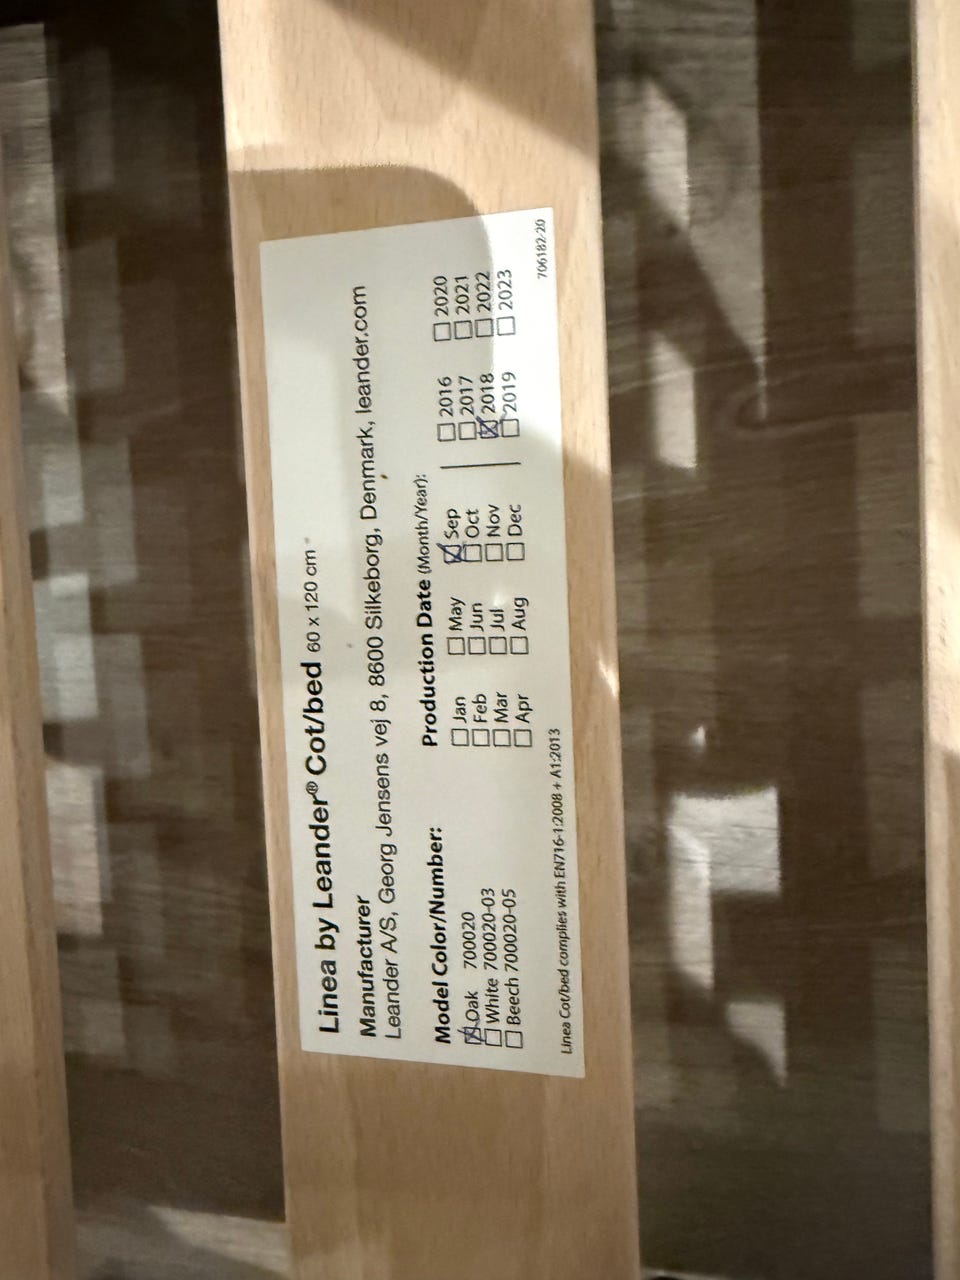 Linea by Leander® Cot/bed 60 x 120 cm
Manufacturer
Leander A/S, Georg Jensens vej 8, 8600 Silkeborg, Denmark, leander.com
Model Color/Number:
☒ Oak 700020
☐ White 700020-03
☐ Beech 700020-05
Production Date (Month/Year):
☐ Jan ☐ May ☒ Sep | ☐ 2016 ☐ 2020
☐ Feb ☐ Jun ☐ Oct | ☐ 2017 ☐ 2021
☐ Mar ☐ Jul ☐ Nov | ☒ 2018 ☐ 2022
☐ Apr ☐ Aug ☐ Dec | ☐ 2019 ☐ 2023
Linea Cot/bed complies with EN716-1:2008 + A1:2013
706182-20